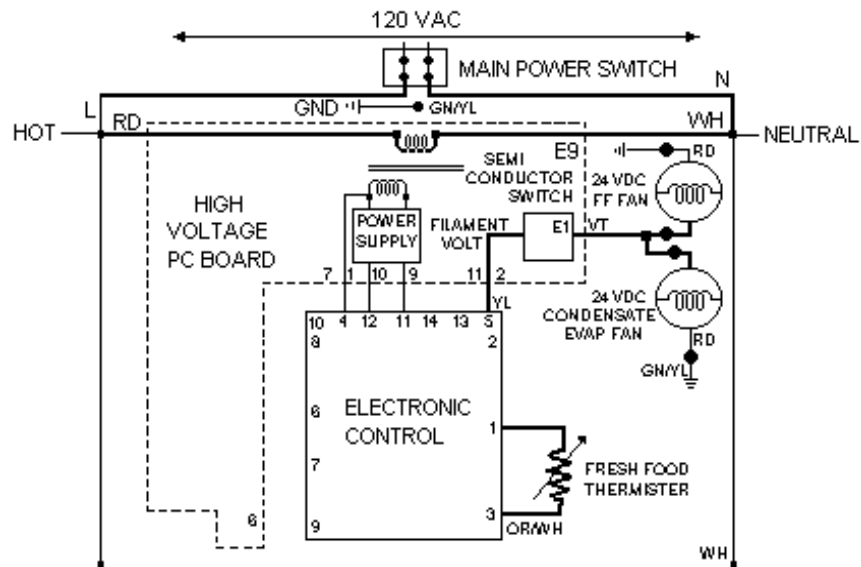 120 VAC
MAIN POWER SWITCH
N
L
GND
GN/YL
HOT
RD
WH
NEUTRAL
E9
RD
SEMI
CONDUCTOR
SWITCH
24 VDC
FF FAN
HIGH
VOLTAGE
PC BOARD
POWER
SUPPLY
FILAMENT
VOLT
E1
VT
7 1 10 9 11 2
YL
24 VDC
CONDENSATE
EVAP FAN
RD
GN/YL
10 4 12 11 14 13 5
8 2
6
ELECTRONIC
CONTROL
1
7
FRESH FOOD
THERMISTER
6
9
3
OR/WH
WH